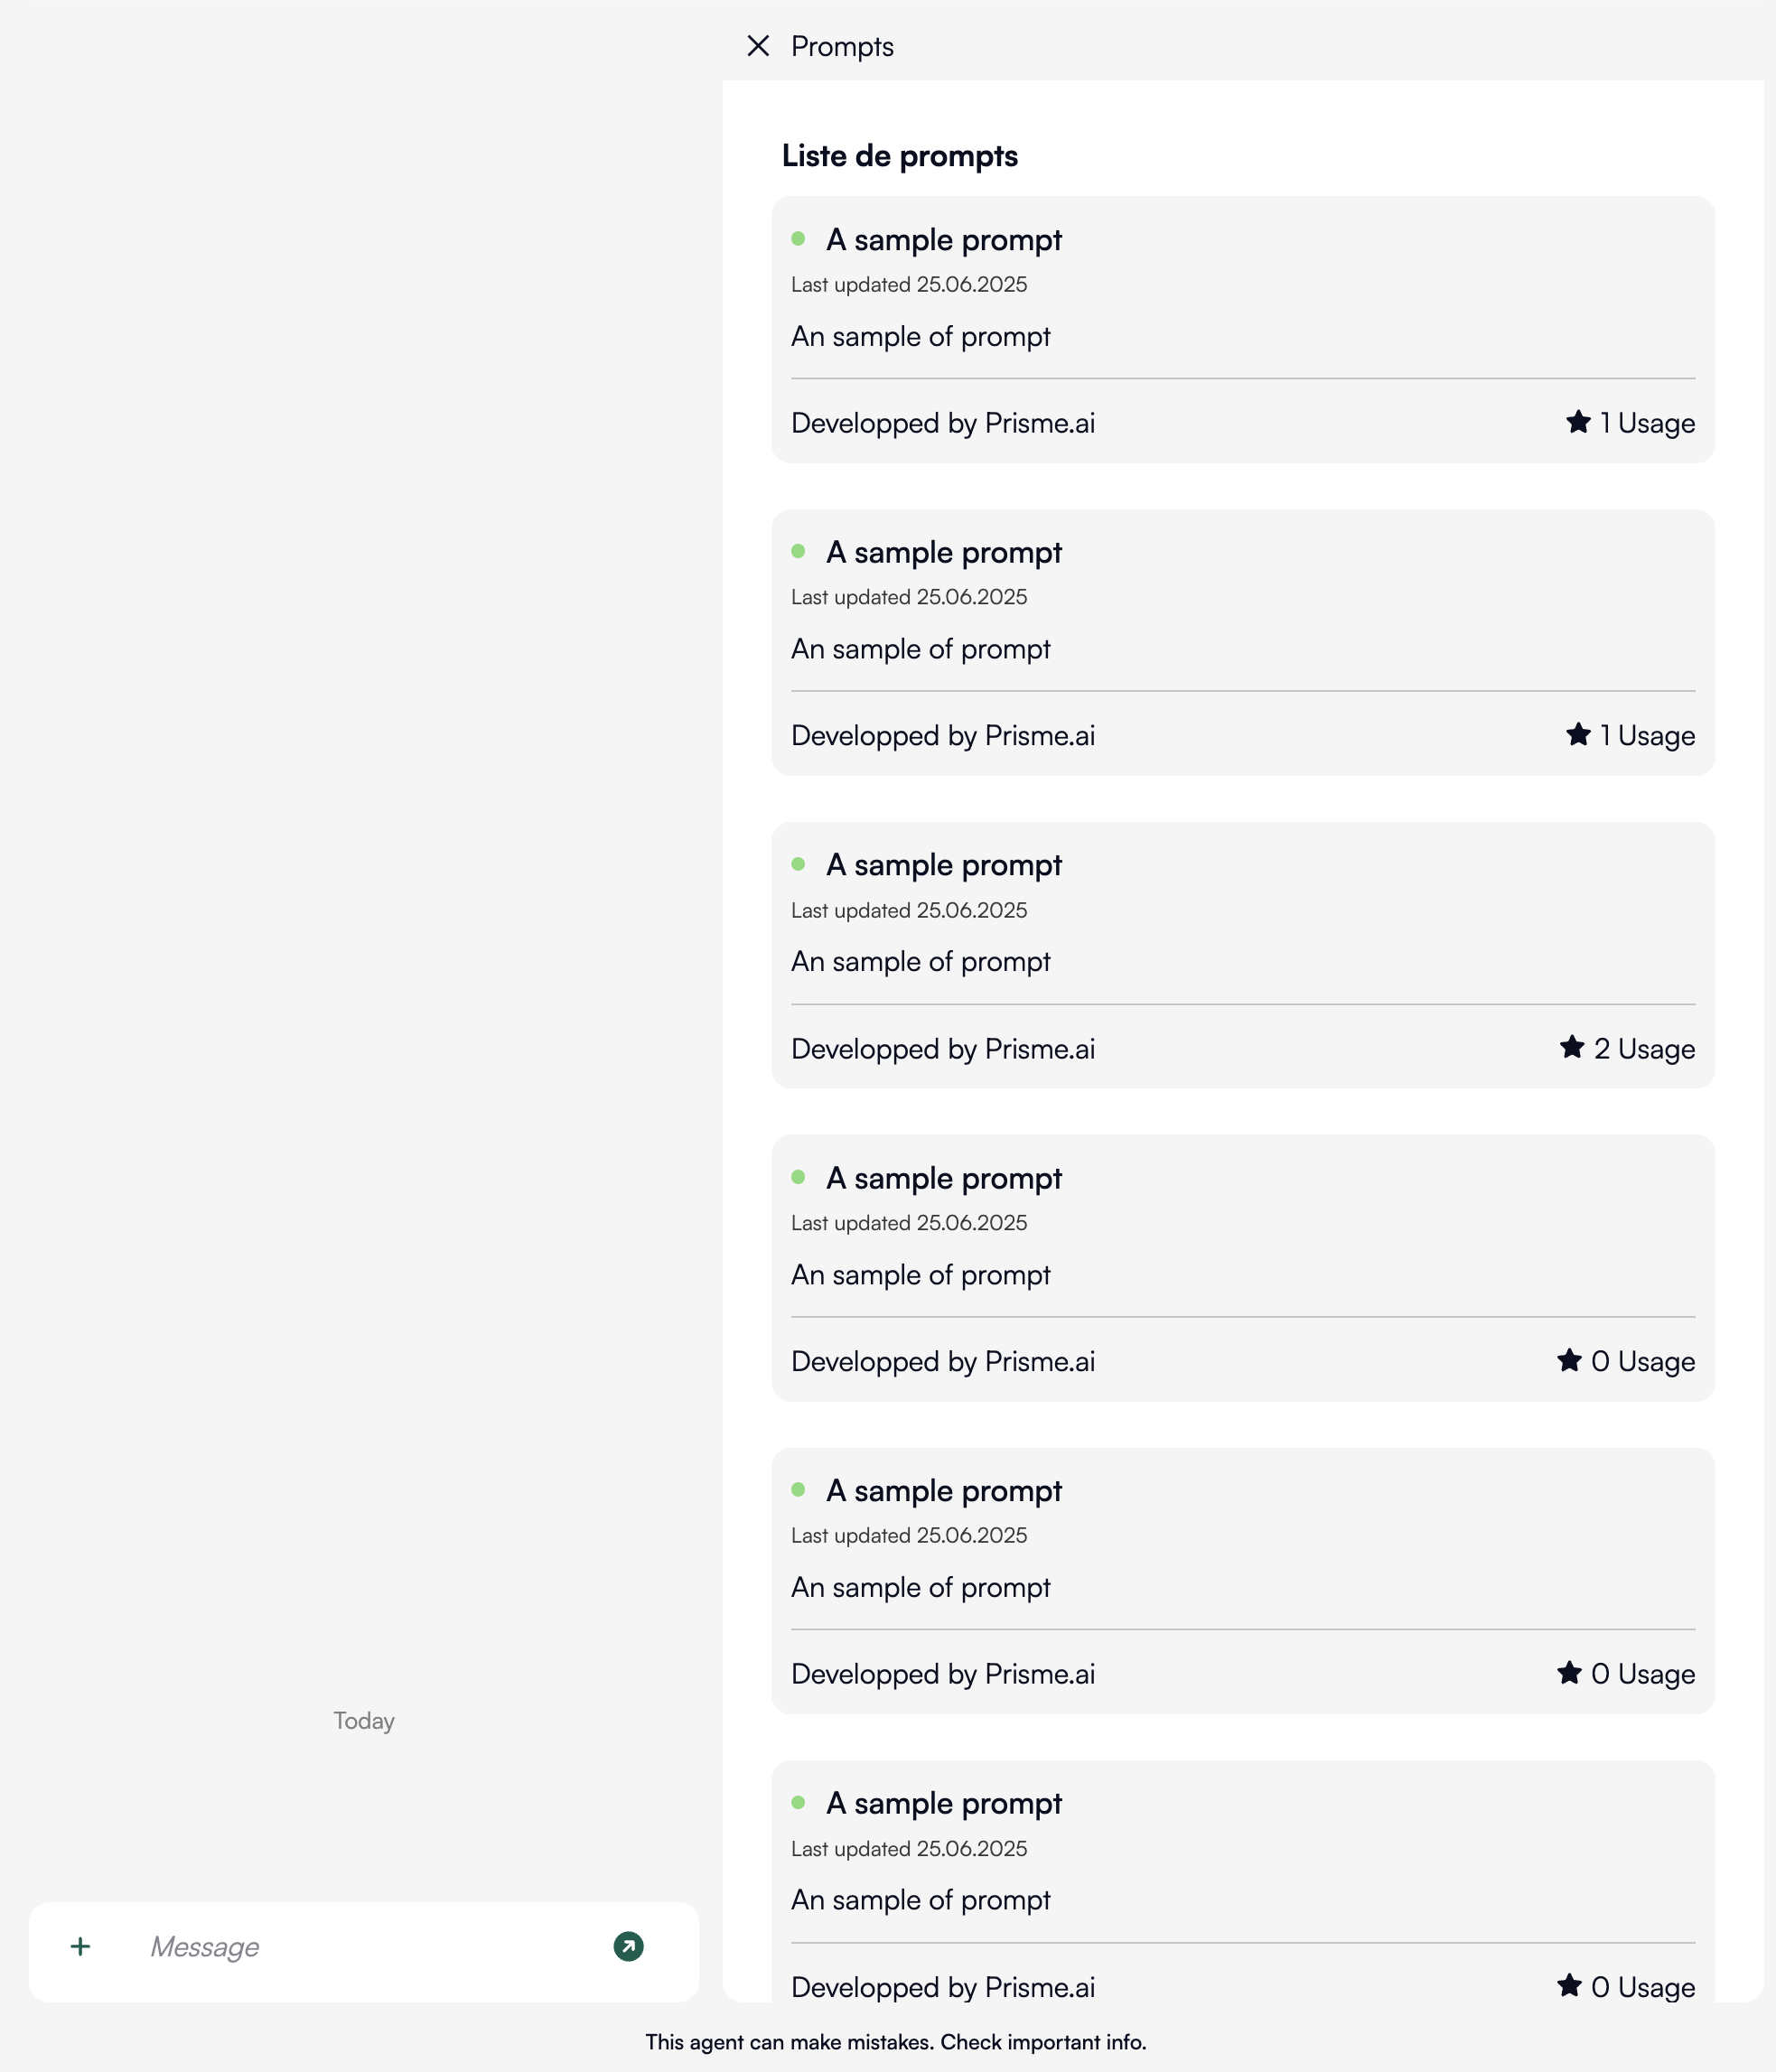 Prompts
Liste de prompts
A sample prompt
Last updated 25.06.2025
An sample of prompt
Developped by Prisme.ai
1 Usage
A sample prompt
Last updated 25.06.2025
An sample of prompt
Developped by Prisme.ai
1 Usage
A sample prompt
Last updated 25.06.2025
An sample of prompt
Developped by Prisme.ai
2 Usage
A sample prompt
Last updated 25.06.2025
An sample of prompt
Developped by Prisme.ai
0 Usage
A sample prompt
Last updated 25.06.2025
An sample of prompt
Developped by Prisme.ai
0 Usage
A sample prompt
Last updated 25.06.2025
An sample of prompt
Developped by Prisme.ai
0 Usage
Today
Message
This agent can make mistakes. Check important info.